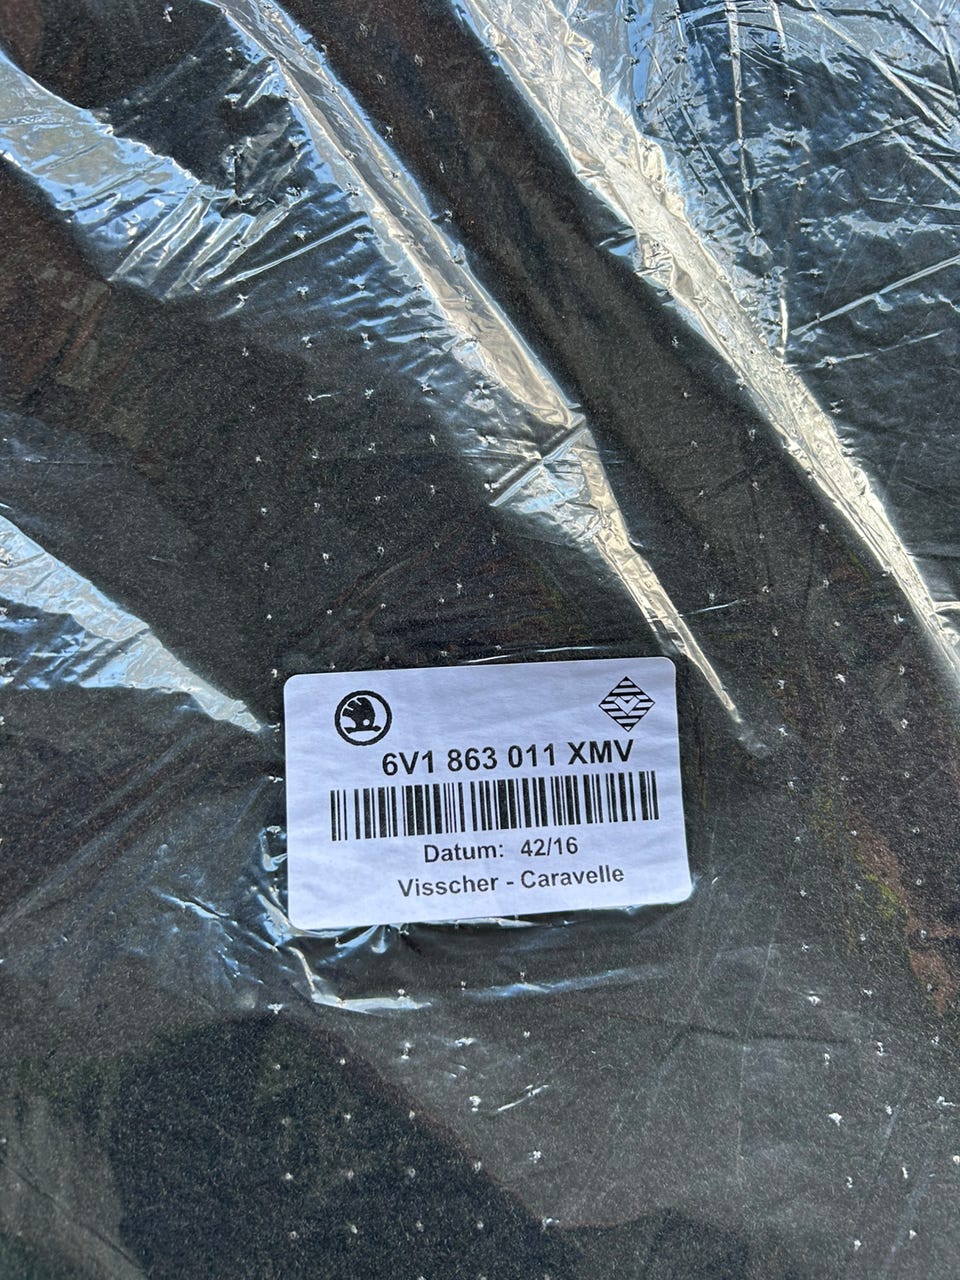 6V1 863 011 XMV
Datum: 42/16
Visscher - Caravelle